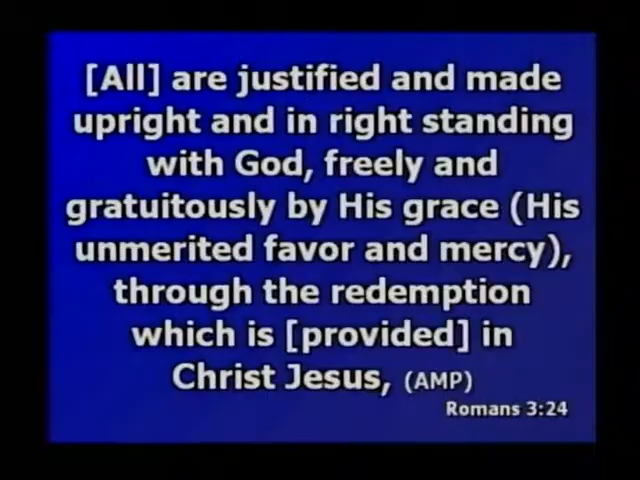 [All] are justified and made
upright and in right standing
with God, freely and
gratuitously by His grace (His
unmerited favor and mercy),
through the redemption
which is [provided] in
Christ Jesus, (AMP)
Romans 3:24